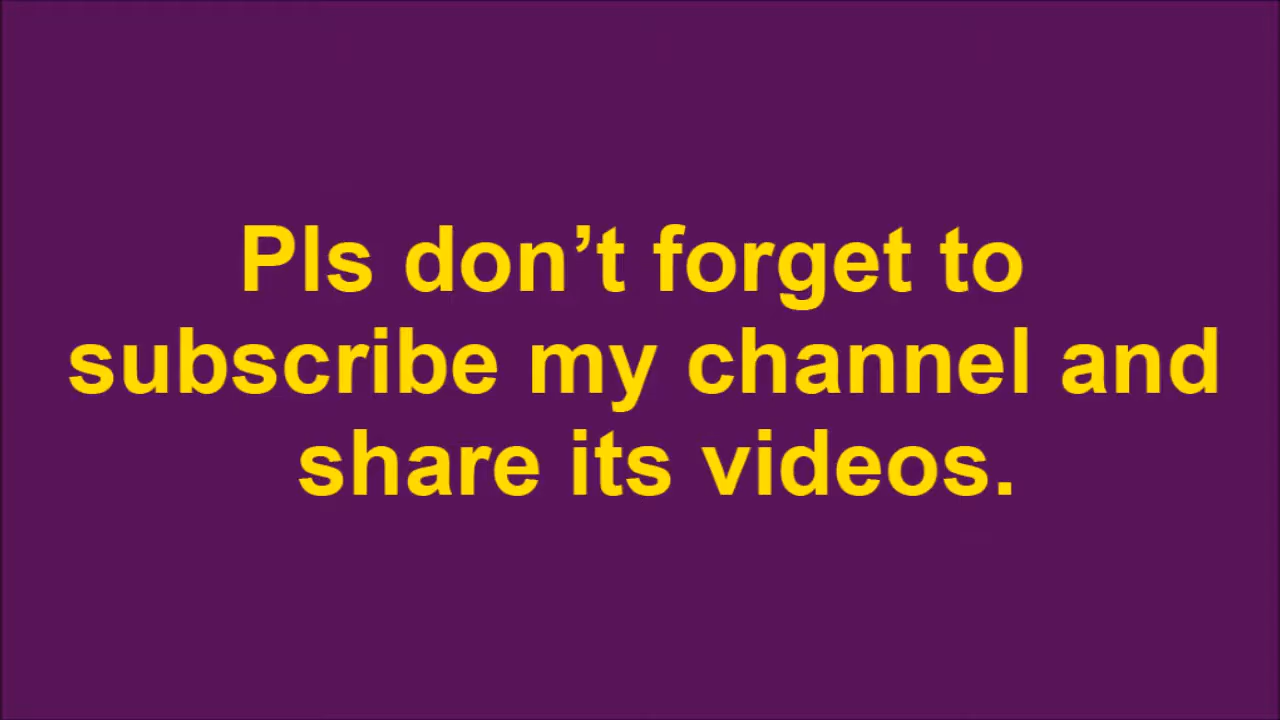 Pls don’t forget to
subscribe my channel and
share its videos.